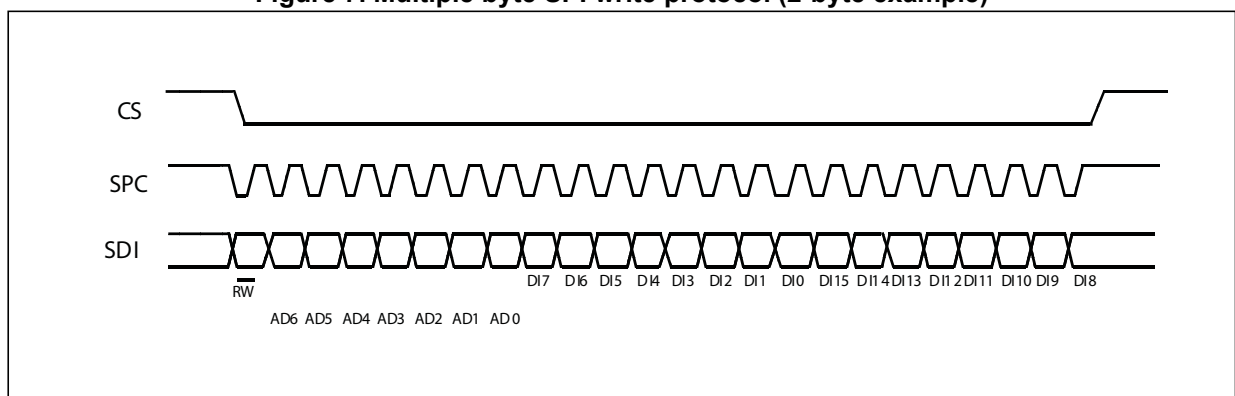 Figure 7. Multiple byte SPI write protocol (2-byte example)
CS
SPC
SDI
RW
DI7 DI6 DI5 DI4 DI3 DI2 DI1 DI0 DI15 DI14 DI13 DI12 DI11 DI10 DI9 DI8
AD6 AD5 AD4 AD3 AD2 AD1 AD0